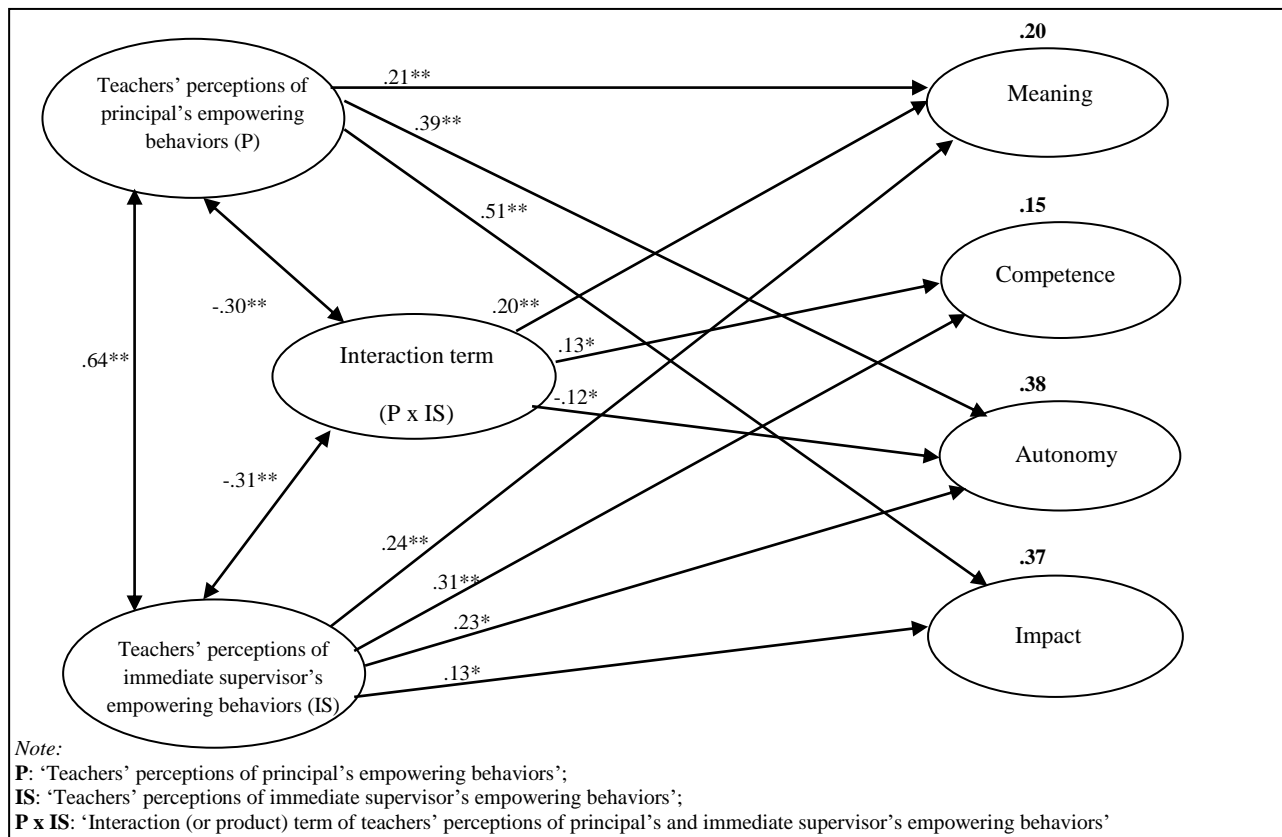 .20
Teachers’ perceptions of
principal’s empowering
behaviors (P)
.21**
Meaning
.39**
.51**
.15
Competence
-.30**
.20**
.64**
Interaction term
(P x IS)
.13*
-.12*
.38
Autonomy
-.31**
.24**
.31**
.23*
.13*
.37
Impact
Teachers’ perceptions of
immediate supervisor’s
empowering behaviors (IS)
Note:
P: ‘Teachers’ perceptions of principal’s empowering behaviors’;
IS: ‘Teachers’ perceptions of immediate supervisor’s empowering behaviors’;
P x IS: ‘Interaction (or product) term of teachers’ perceptions of principal’s and immediate supervisor’s empowering behaviors’